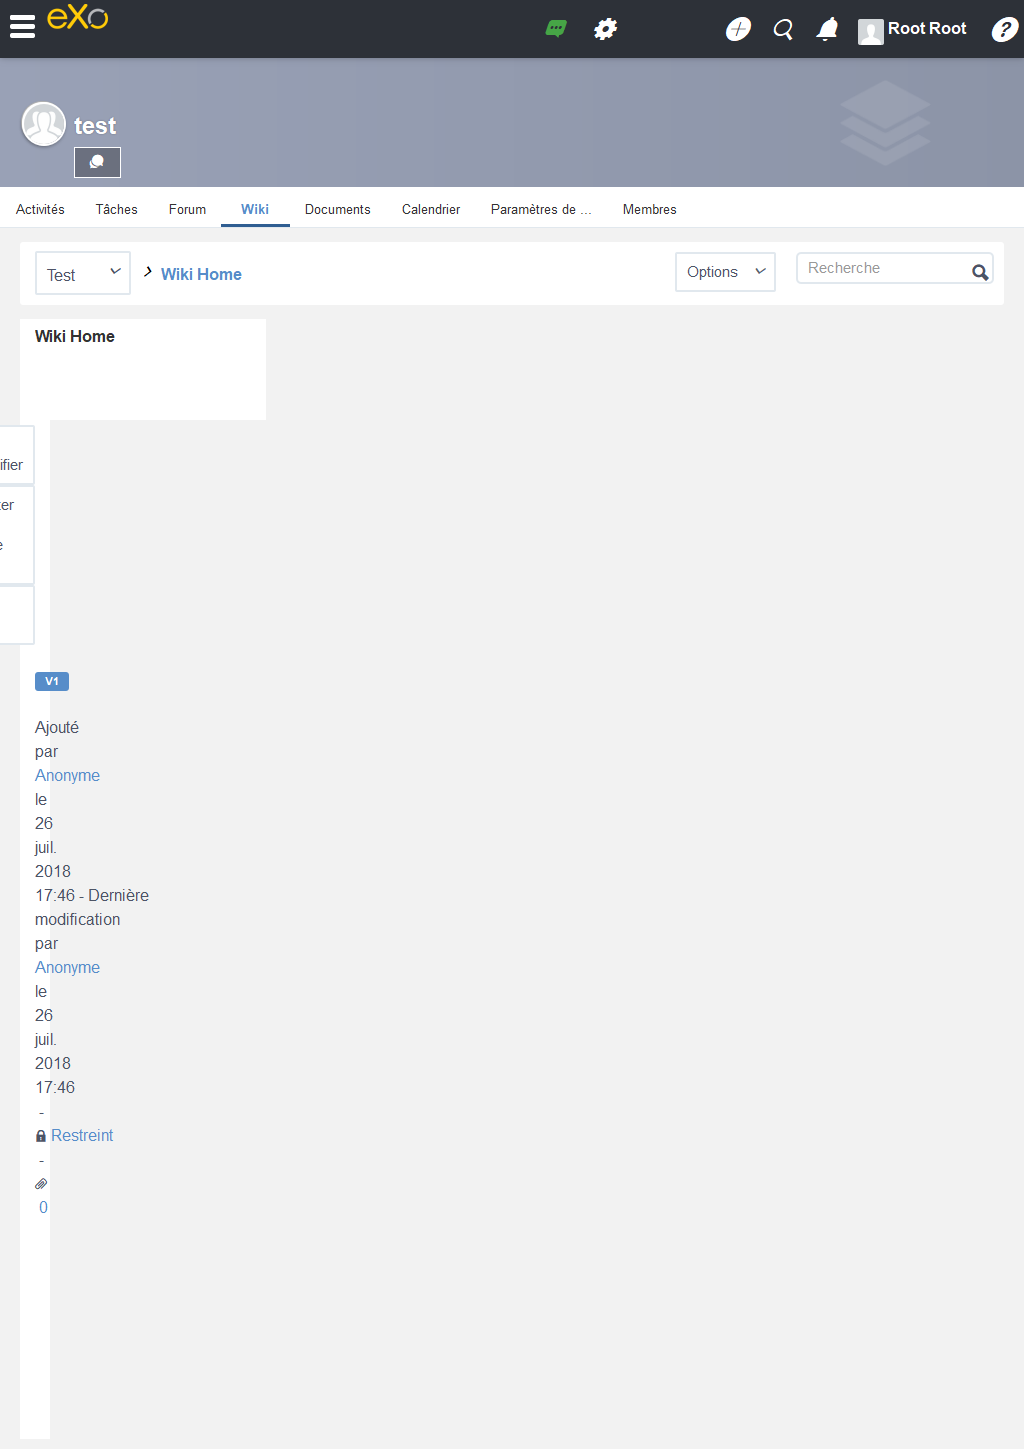 eXo
Root Root
?
test
Activités Tâches Forum Wiki Documents Calendrier Paramètres de ... Membres
Test Wiki Home Options Recherche
Wiki Home
ifier
er
e
V1
Ajouté
par
Anonyme
le
26
juil.
2018
17:46 - Dernière
modification
par
Anonyme
le
26
juil.
2018
17:46
-
Restreint
-
0